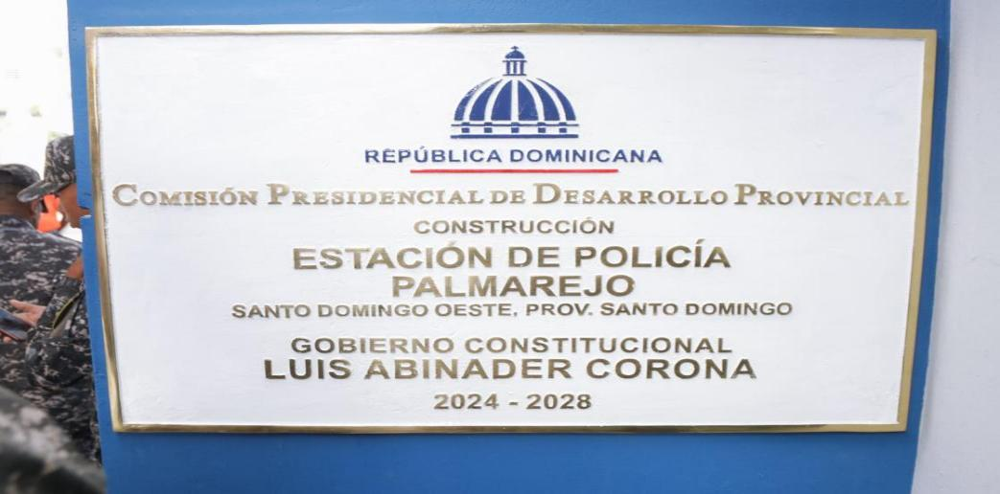 REPÚBLICA DOMINICANA
COMISIÓN PRESIDENCIAL DE DESARROLLO PROVINCIAL
CONSTRUCCIÓN
ESTACIÓN DE POLICÍA
PALMAREJO
SANTO DOMINGO OESTE, PROV. SANTO DOMINGO
GOBIERNO CONSTITUCIONAL
LUIS ABINADER CORONA
2024 - 2028